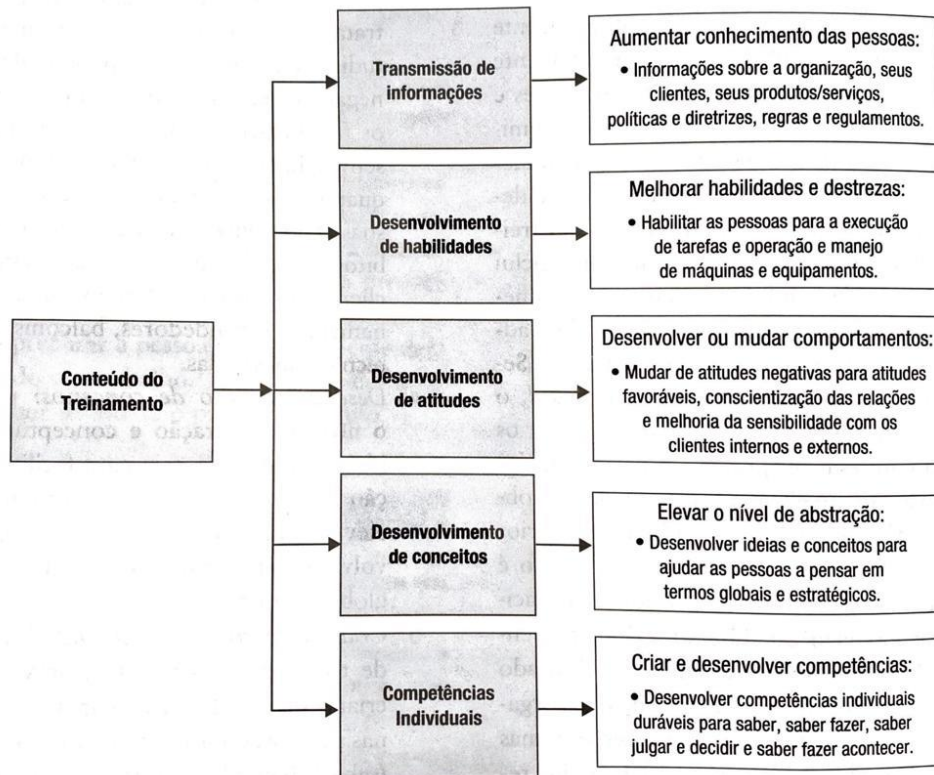 Conteúdo do
Treinamento
Transmissão de
informações
Aumentar conhecimento das pessoas:
• Informações sobre a organização, seus
clientes, seus produtos/serviços,
políticas e diretrizes, regras e regulamentos.
Desenvolvimento
de habilidades
Melhorar habilidades e destrezas:
• Habilitar as pessoas para a execução
de tarefas e operação e manejo
de máquinas e equipamentos.
Desenvolvimento
de atitudes
Desenvolver ou mudar comportamentos:
• Mudar de atitudes negativas para atitudes
favoráveis, conscientização das relações
e melhoria da sensibilidade com os
clientes internos e externos.
Desenvolvimento
de conceitos
Elevar o nível de abstração:
• Desenvolver ideias e conceitos para
ajudar as pessoas a pensar em
termos globais e estratégicos.
Competências
Individuais
Criar e desenvolver competências:
• Desenvolver competências individuais
duráveis para saber, saber fazer, saber
julgar e decidir e saber fazer acontecer.